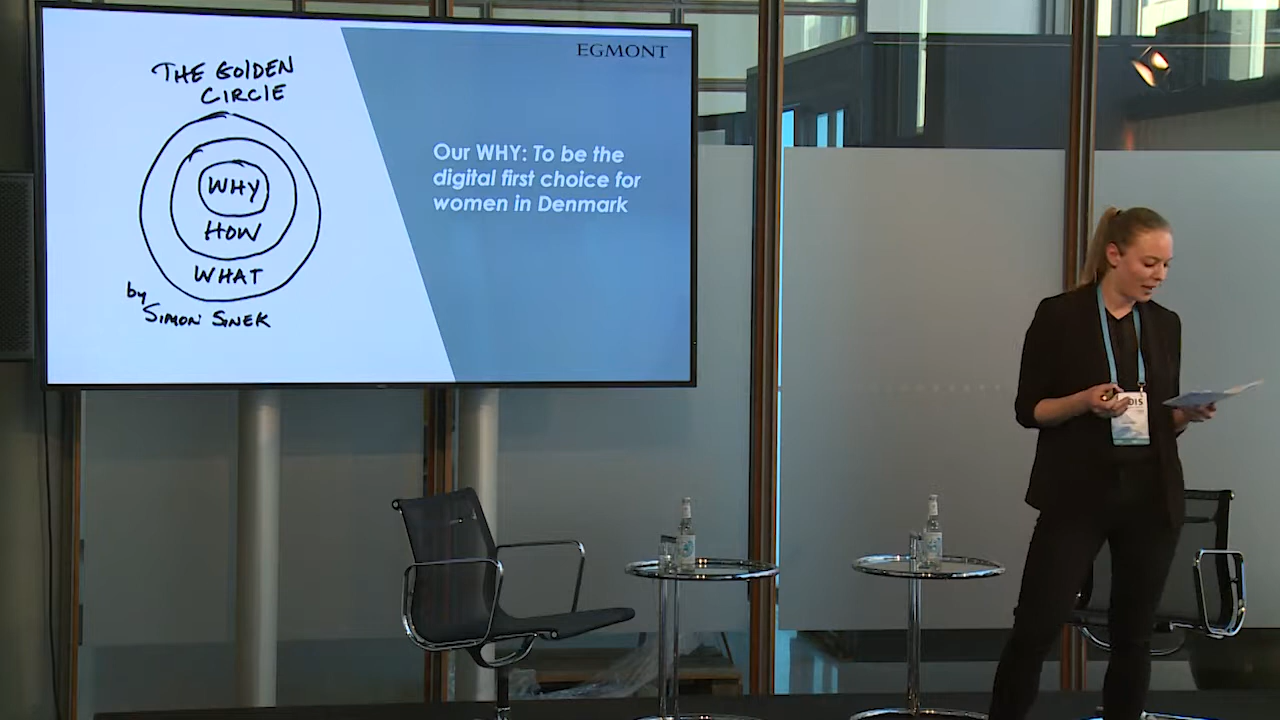 EGMONT
THE GOLDEN
CIRCLE
WHY
HOW
WHAT
by
SIMON SINEK
Our WHY: To be the
digital first choice for
women in Denmark
DIS